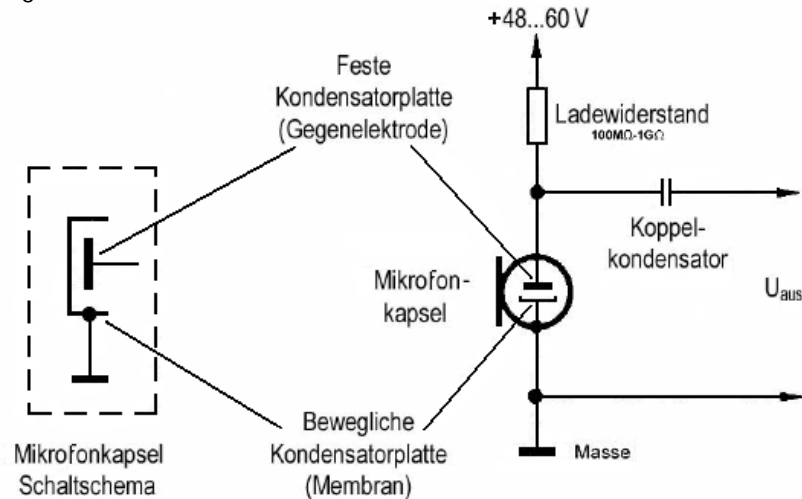 +48...60 V
Feste
Kondensatorplatte
(Gegenelektrode)
Ladewiderstand
100MΩ-1GΩ
Koppel-
kondensator
Mikrofon-
kapsel
Uaus
Bewegliche
Kondensatorplatte
(Membran)
Masse
Mikrofonkapsel
Schaltschema